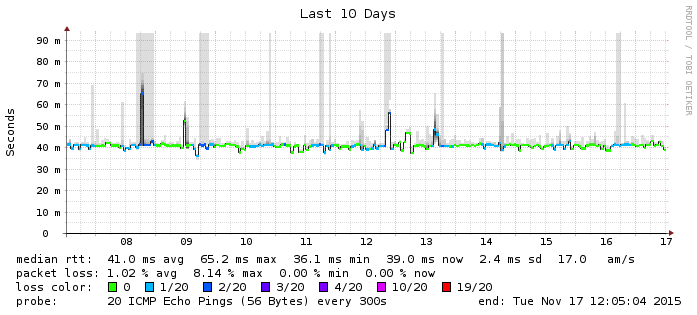 Last 10 Days
RRDTOOL / TOBI OETIKER
Seconds
90 m
80 m
70 m
60 m
50 m
40 m
30 m
20 m
10 m
0
08 09 10 11 12 13 14 15 16 17
median rtt: 41.0 ms avg 65.2 ms max 36.1 ms min 39.0 ms now 2.4 ms sd 17.0 am/s
packet loss: 1.02 % avg 8.14 % max 0.00 % min 0.00 % now
loss color: 0 1/20 2/20 3/20 4/20 10/20 19/20
probe: 20 ICMP Echo Pings (56 Bytes) every 300s end: Tue Nov 17 12:05:04 2015